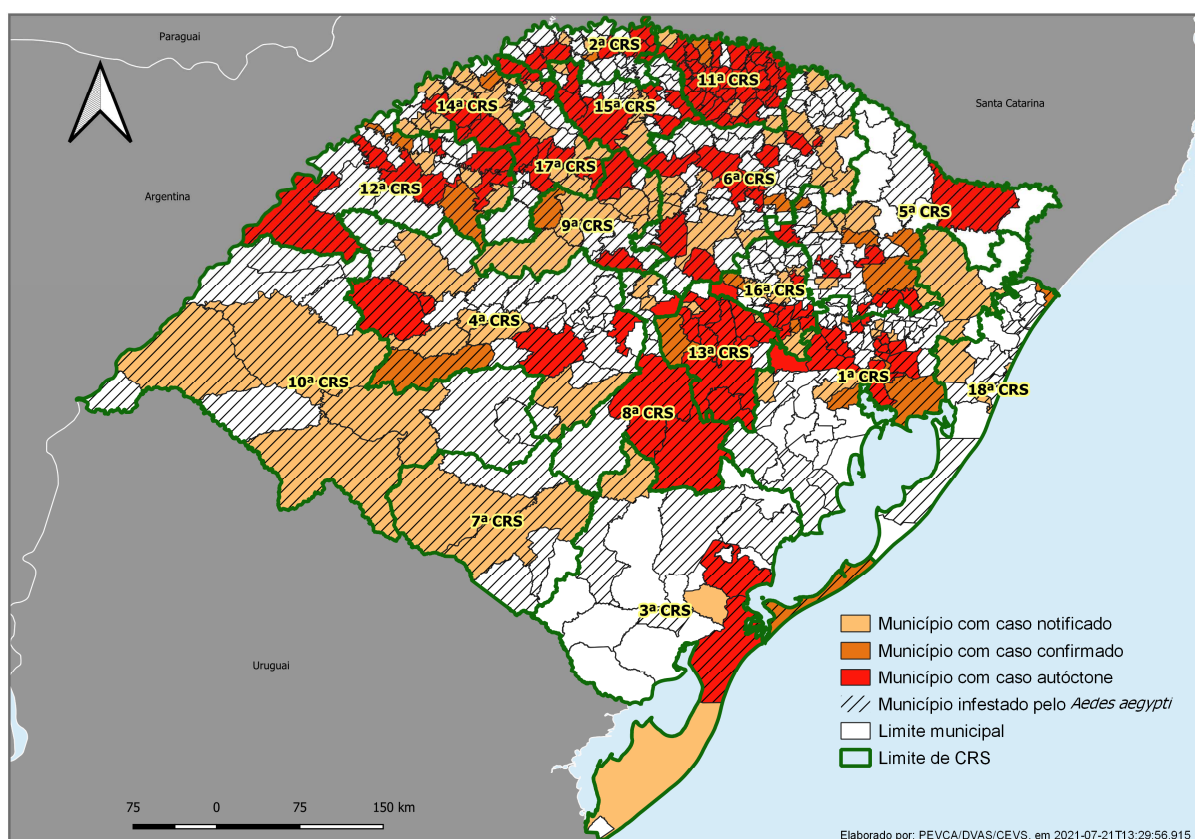 Paraguai
Santa Catarina
Argentina
Uruguai
2ª CRS
11ª CRS
14ª CRS
15ª CRS
17ª CRS
6ª CRS
12ª CRS
5ª CRS
9ª CRS
16ª CRS
4ª CRS
13ª CRS
10ª CRS
1ª CRS
18ª CRS
8ª CRS
7ª CRS
3ª CRS
Município com caso notificado
Município com caso confirmado
Município com caso autóctone
Município infestado pelo Aedes aegypti
Limite municipal
Limite de CRS
75 0 75 150 km
Elaborado por: PEVCA/DVAS/CEVS, em 2021-07-21T13:29:56.915